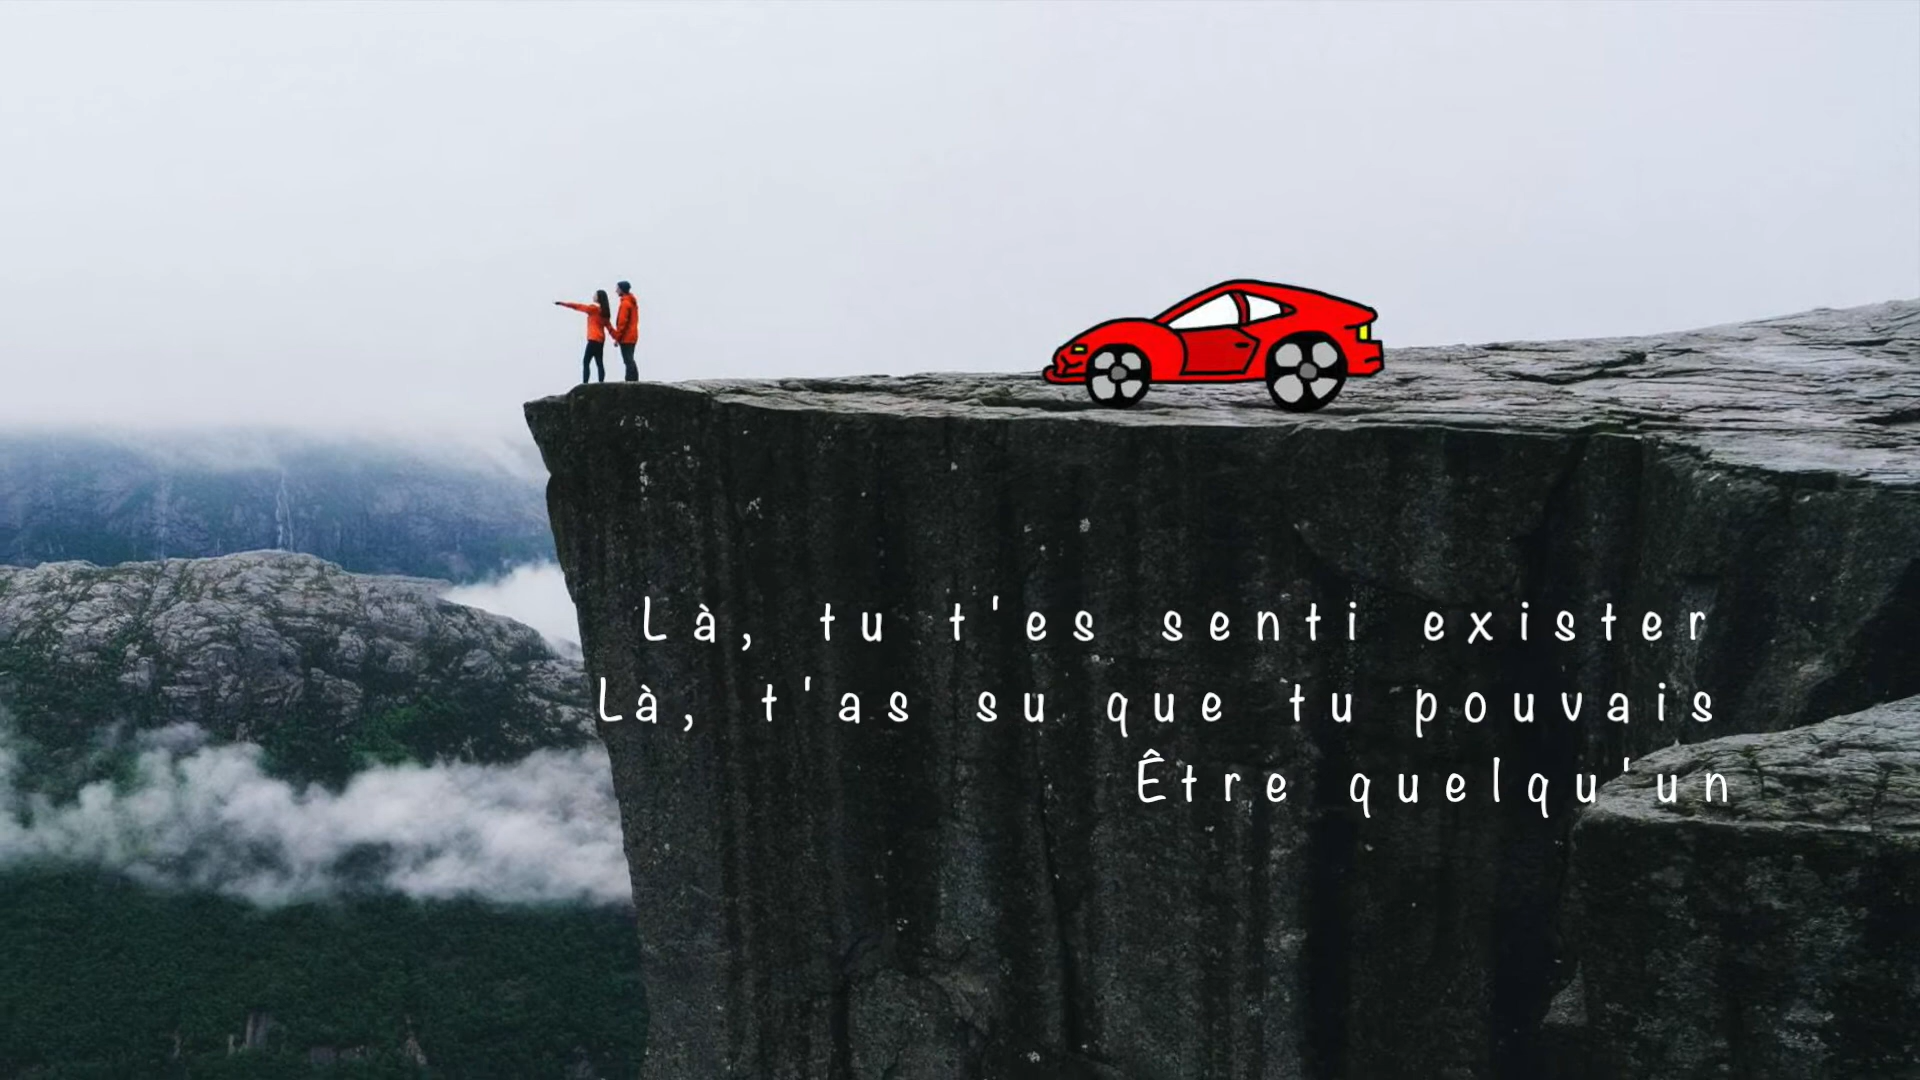 Là, tu t'es senti exister
Là, t'as su que tu pouvais
Être quelqu'un